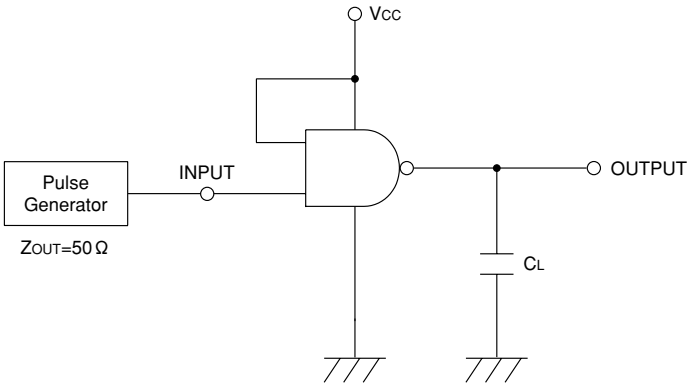 VCC
INPUT
Pulse
Generator
ZOUT=50Ω
OUTPUT
CL